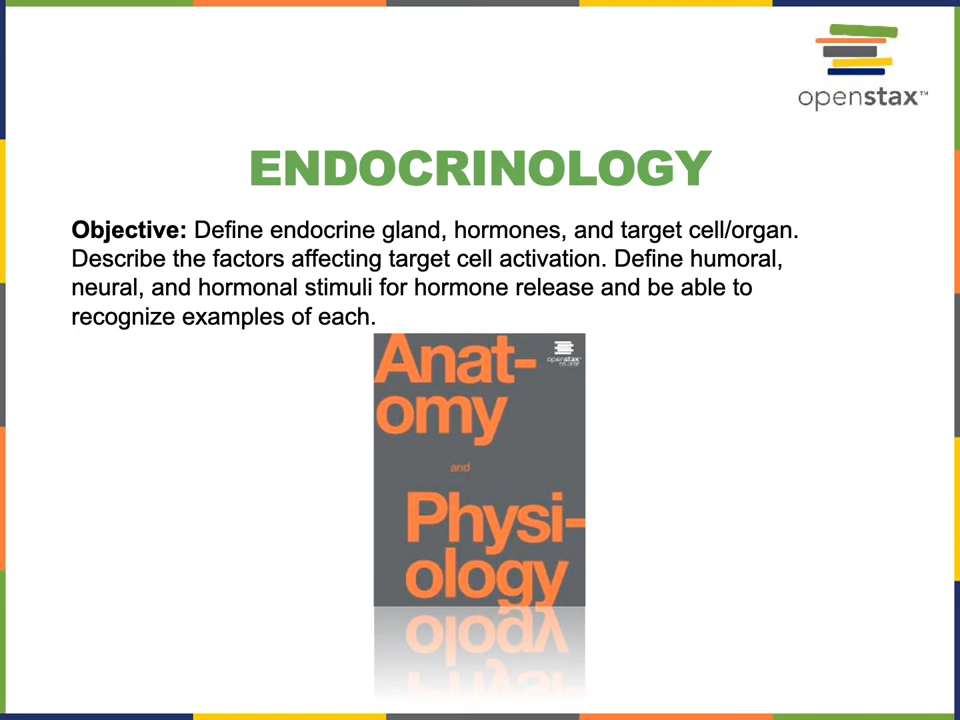 openstax™
ENDOCRINOLOGY
Objective: Define endocrine gland, hormones, and target cell/organ.
Describe the factors affecting target cell activation. Define humoral,
neural, and hormonal stimuli for hormone release and be able to
recognize examples of each.
Anat-
openstax
omy
and
Physi-
ology